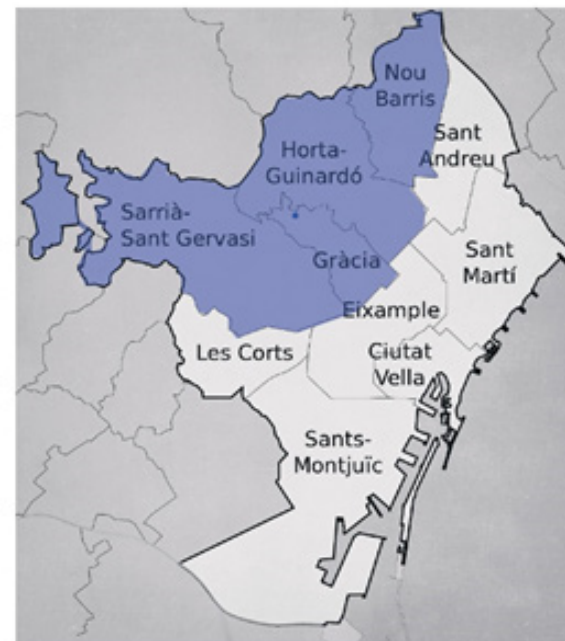 Nou
Barris
Sant
Andreu
Horta-
Guinardó
Sarrià-
Sant Gervasi
Gràcia
Sant
Martí
Eixample
Les Corts
Ciutat
Vella
Sants-
Montjuïc